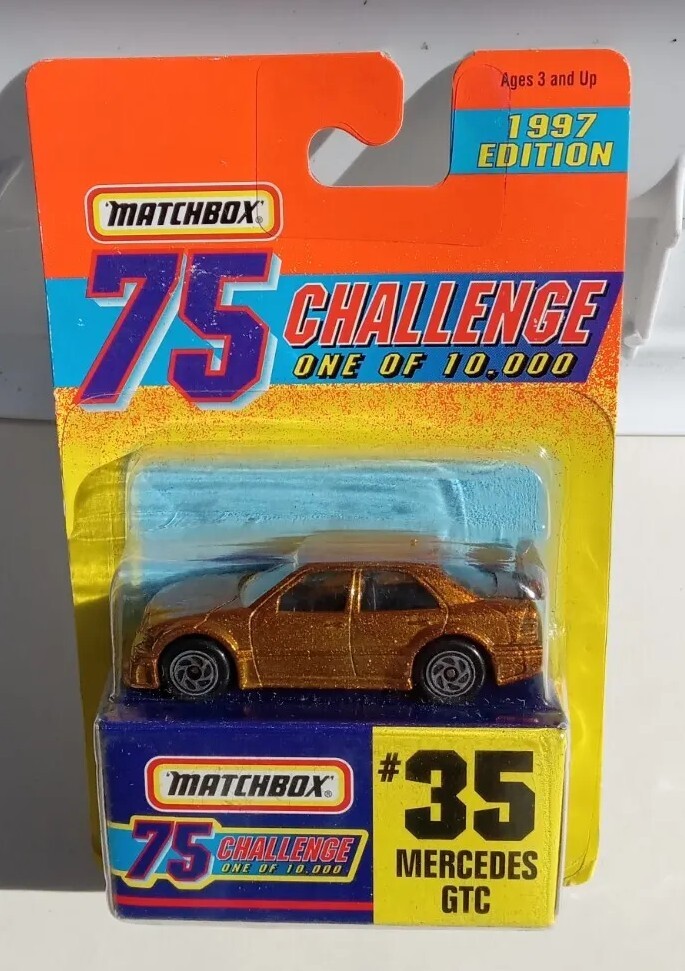 Ages 3 and Up
1997
EDITION
'MATCHBOX'®
75 CHALLENGE
ONE OF 10,000
'MATCHBOX'®
75 CHALLENGE
ONE OF 10,000
#35
MERCEDES
GTC